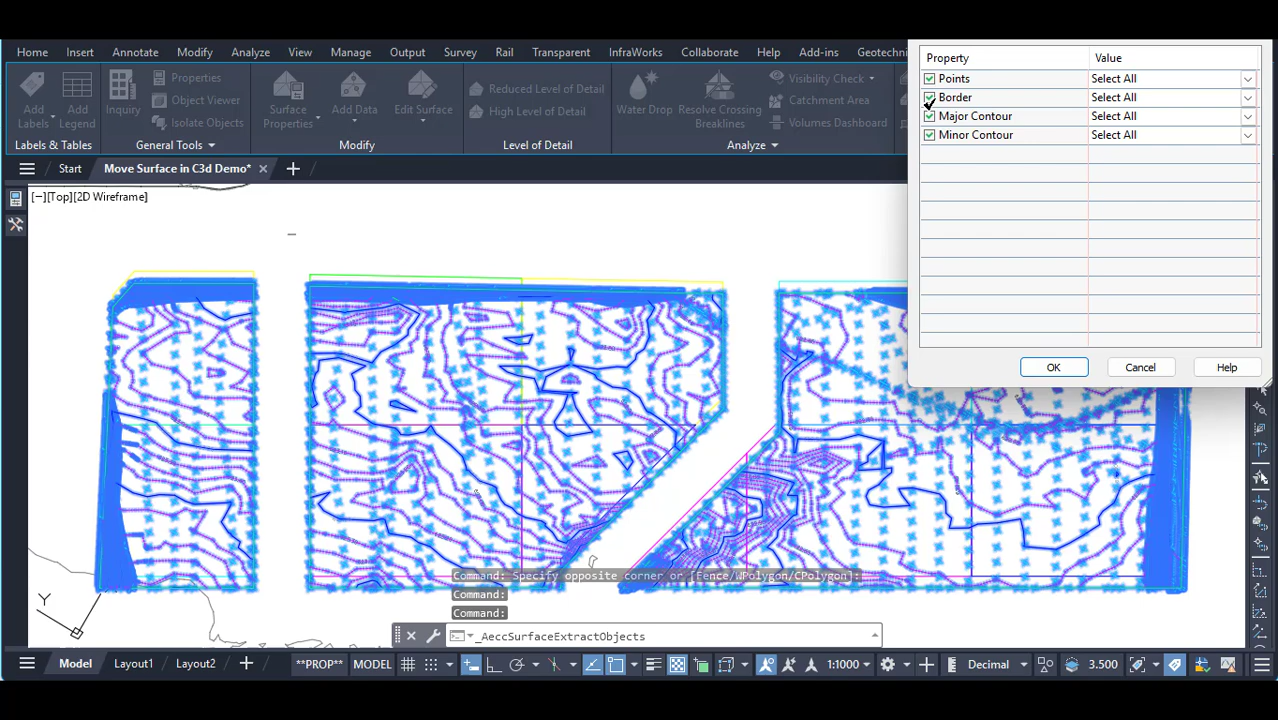 Home Insert Annotate Modify Analyze View Manage Output Survey Rail Transparent InfraWorks Collaborate Help Add-ins Geotechni
Property Value
Points Select All
Border Select All
Major Contour Select All
Minor Contour Select All
OK Cancel Help
Add Labels
Add Legend
Inquiry
Properties
Object Viewer
Isolate Objects
Surface Properties
Add Data
Edit Surface
Reduced Level of Detail
High Level of Detail
Water Drop
Resolve Crossing Breaklines
Visibility Check
Catchment Area
Volumes Dashboard
Labels & Tables General Tools Modify Level of Detail Analyze
Start Move Surface in C3d Demo*
[−][Top][2D Wireframe]
Y
Command: Specify opposite corner or [Fence/WPolygon/CPolygon]:
Command:
Command:
_AeccSurfaceExtractObjects
Model Layout1 Layout2 **PROP** MODEL 1:1000 Decimal 3.500